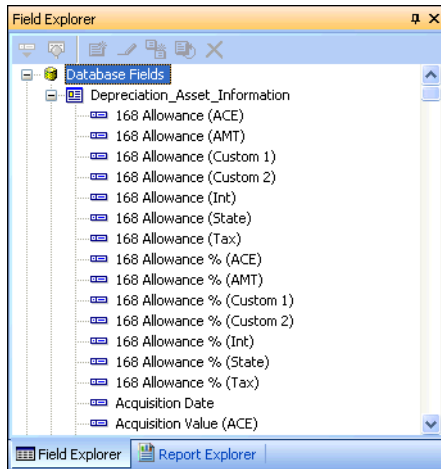 Field Explorer
Database Fields
Depreciation_Asset_Information
168 Allowance (ACE)
168 Allowance (AMT)
168 Allowance (Custom 1)
168 Allowance (Custom 2)
168 Allowance (Int)
168 Allowance (State)
168 Allowance (Tax)
168 Allowance % (ACE)
168 Allowance % (AMT)
168 Allowance % (Custom 1)
168 Allowance % (Custom 2)
168 Allowance % (Int)
168 Allowance % (State)
168 Allowance % (Tax)
Acquisition Date
Acquisition Value (ACE)
Field Explorer Report Explorer